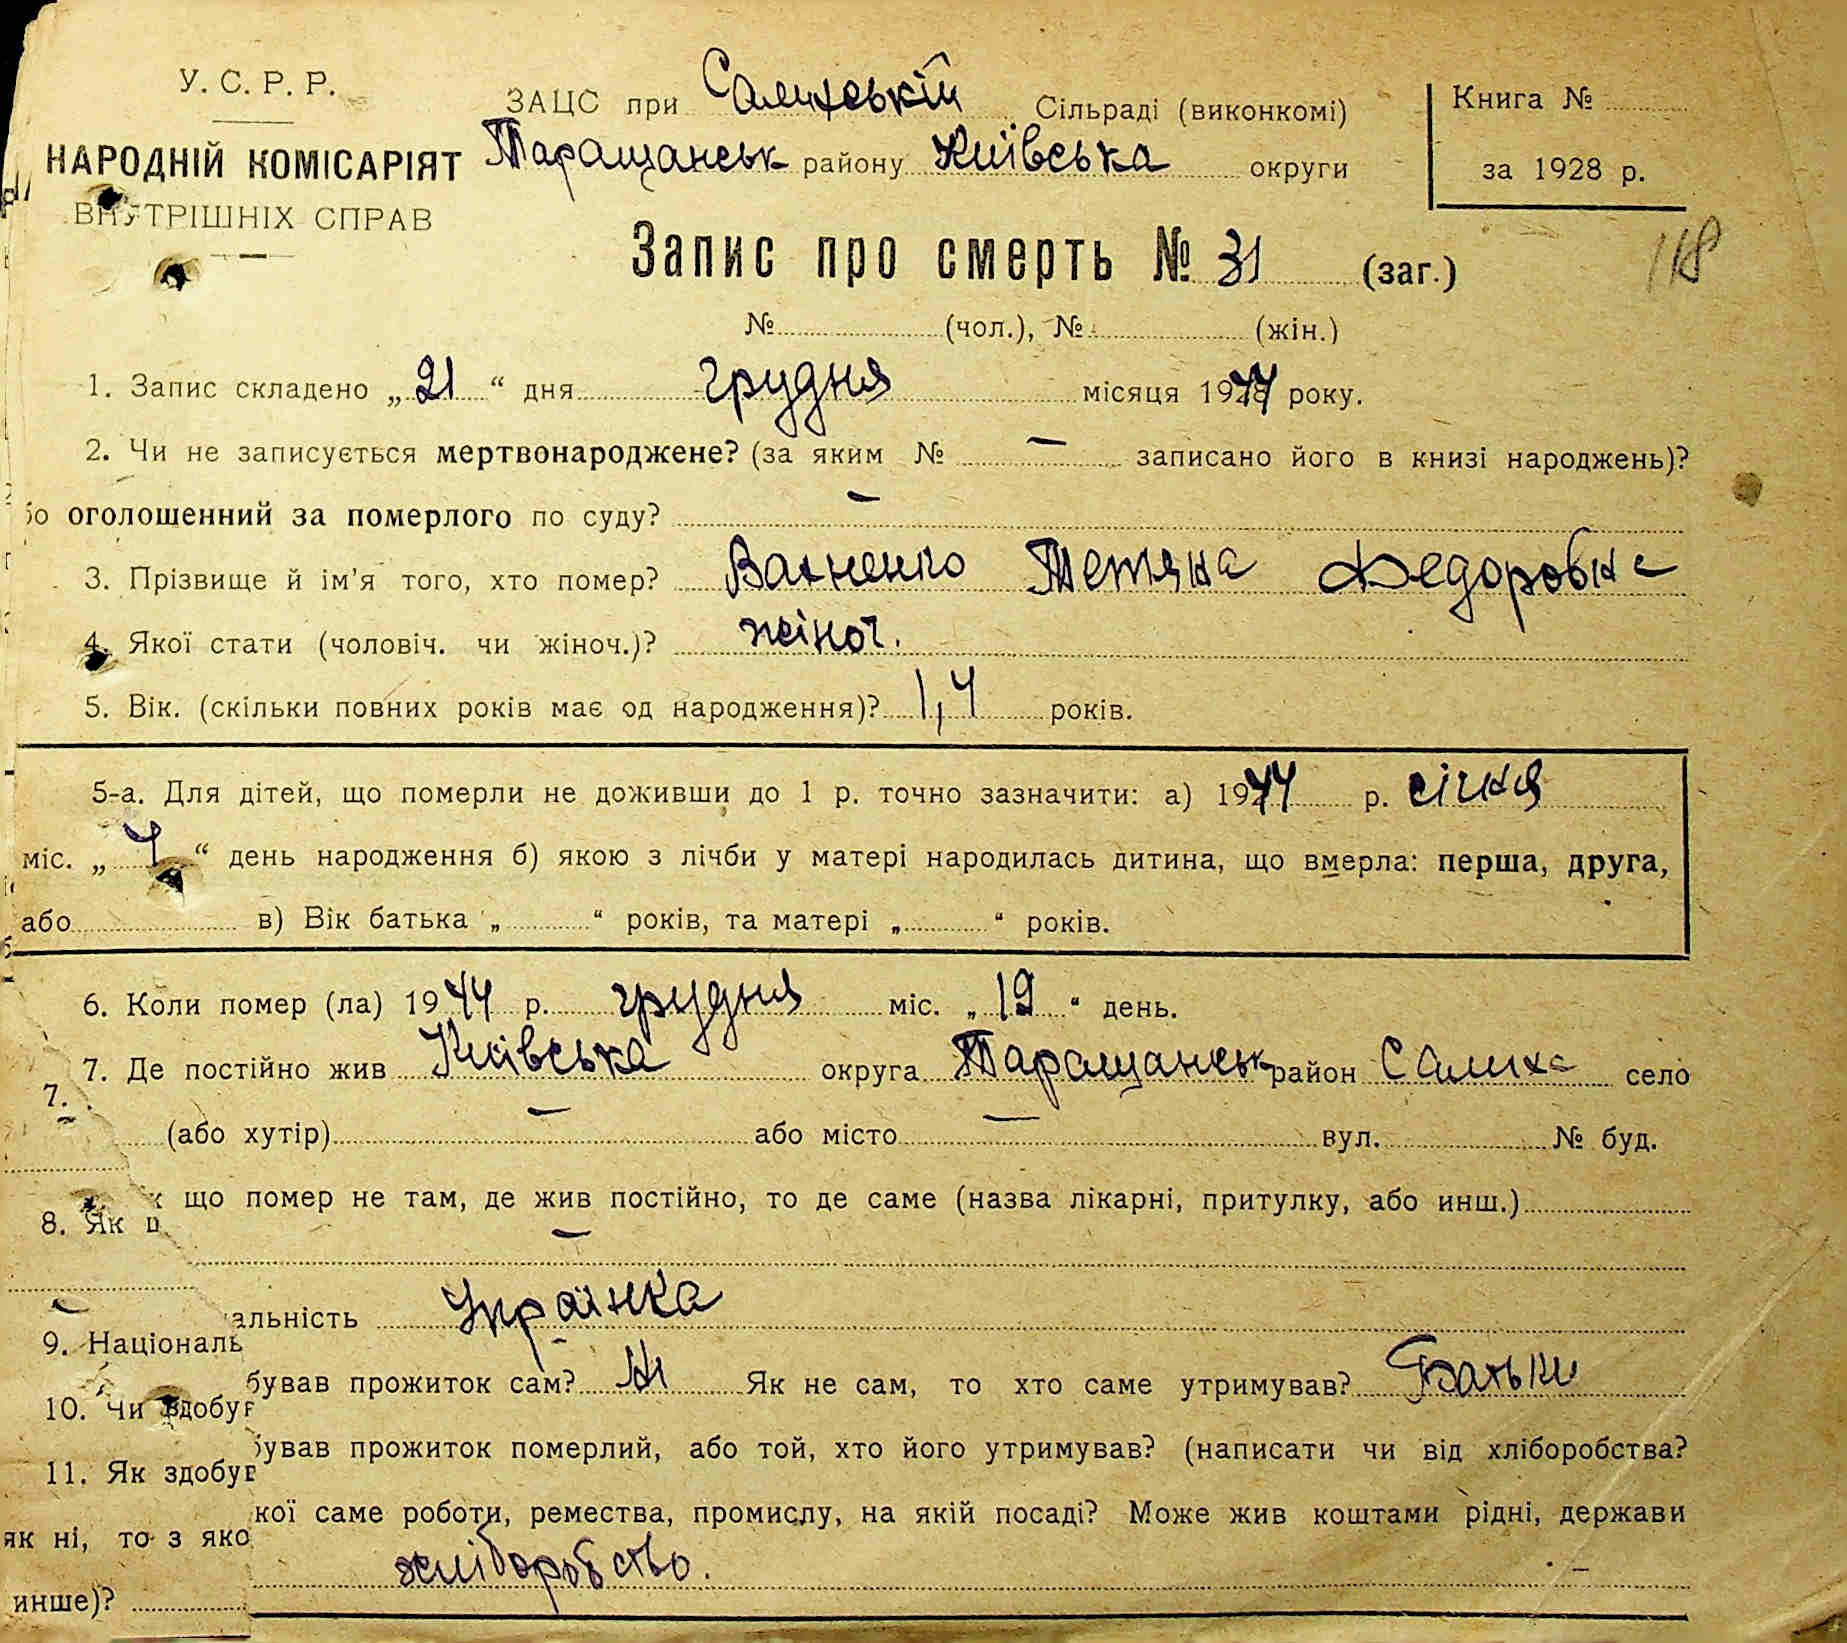 У. С. Р. Р.
НАРОДНІЙ КОМІСАРІЯТ
ВНУТРІШНІХ СПРАВ
ЗАЦС при Салихській Сільраді (виконкомі)
Таращанськ району Київська округи
Книга №
за 1928 р.
118
Запис про смерть № 31 (заг.)
№ (чол.), № (жін.)
1. Запис складено „21“ дня грудня місяця 1944 року.
2. Чи не записується мертвонароджене? (за яким № — записано його в книзі народжень)?
бо оголошенний за померлого по суду? —
3. Прізвище й ім’я того, хто помер? Вахненко Тетяна Федоровна
4. Якої стати (чоловіч. чи жіноч.)? жіноч.
5. Вік. (скільки повних років має од народження)? 1,4 років.
5-а. Для дітей, що померли не доживши до 1 р. точно зазначити: а) 1944 р. січня
міс. „4“ день народження б) якою з лічби у матері народилась дитина, що вмерла: перша, друга,
або в) Вік батька „ “ років, та матері „ “ років.
6. Коли помер (ла) 1944 р. грудня міс. „19“ день.
7. Де постійно жив Київська округа Таращанськ район Салиха село
7.
(або хутір) — або місто — вул. № буд.
що помер не там, де жив постійно, то де саме (назва лікарні, притулку, або инш.)
8. Як щ
—
альність Українка
9. Національ
бував прожиток сам? Ні Як не сам, то хто саме утримував? Батьки
10. Чи здобув
бував прожиток померлий, або той, хто його утримував? (написати чи від хліборобства?
11. Як здобув
кої саме роботи, ремества, промислу, на якій посаді? Може жив коштами рідні, держави
як ні, то з яко
хліборобство.
инше)?